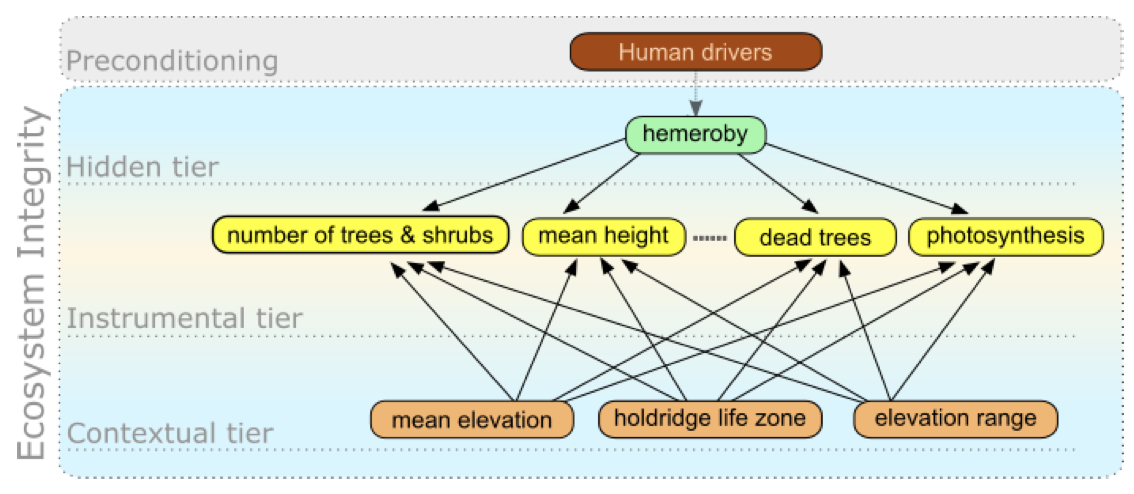 Ecosystem Integrity
Preconditioning
Human drivers
hemeroby
Hidden tier
number of trees & shrubs
mean height
dead trees
photosynthesis
Instrumental tier
mean elevation
holdridge life zone
elevation range
Contextual tier